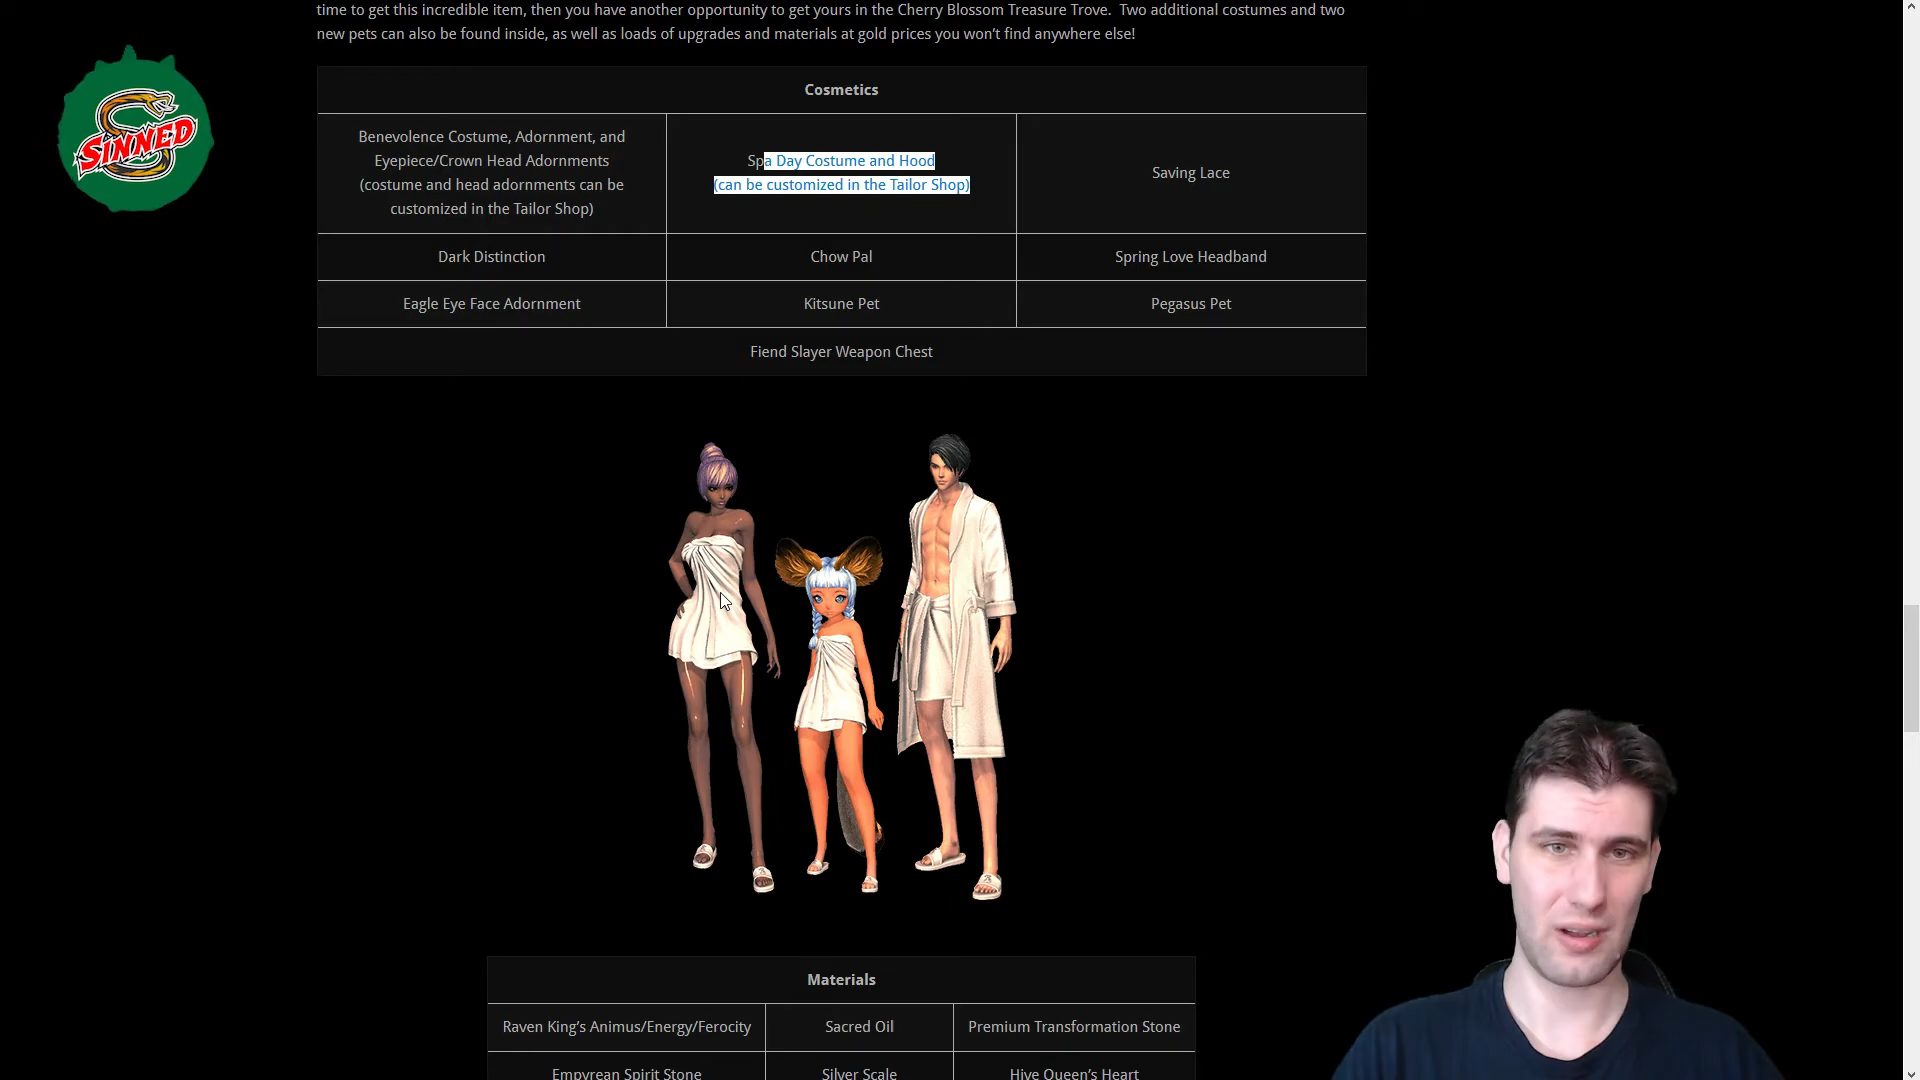 time to get this incredible item, then you have another opportunity to get yours in the Cherry Blossom Treasure Trove.  Two additional costumes and two
new pets can also be found inside, as well as loads of upgrades and materials at gold prices you won’t find anywhere else!
SINNED
Cosmetics
Benevolence Costume, Adornment, and
Eyepiece/Crown Head Adornments
(costume and head adornments can be
customized in the Tailor Shop)
Spa Day Costume and Hood
(can be customized in the Tailor Shop)
Saving Lace
Dark Distinction
Chow Pal
Spring Love Headband
Eagle Eye Face Adornment
Kitsune Pet
Pegasus Pet
Fiend Slayer Weapon Chest
Materials
Raven King’s Animus/Energy/Ferocity
Sacred Oil
Premium Transformation Stone
Empyrean Spirit Stone
Silver Scale
Hive Queen’s Heart